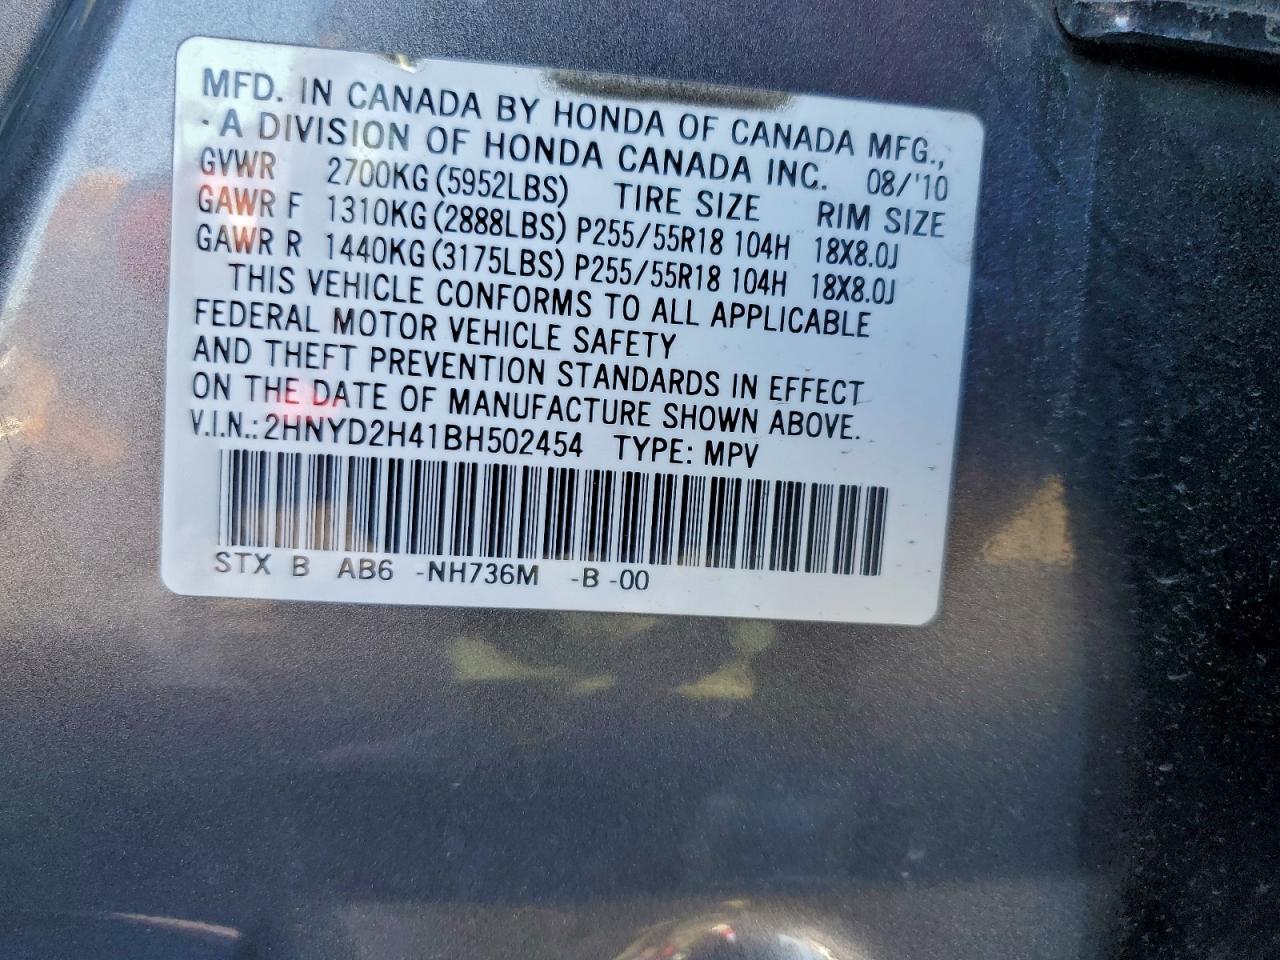 MFD. IN CANADA BY HONDA OF CANADA MFG.,
· A DIVISION OF HONDA CANADA INC. 08/'10
GVWR 2700KG (5952LBS) TIRE SIZE RIM SIZE
GAWR F 1310KG (2888LBS) P255/55R18 104H 18X8.0J
GAWR R 1440KG (3175LBS) P255/55R18 104H 18X8.0J
THIS VEHICLE CONFORMS TO ALL APPLICABLE
FEDERAL MOTOR VEHICLE SAFETY
AND THEFT PREVENTION STANDARDS IN EFFECT
ON THE DATE OF MANUFACTURE SHOWN ABOVE.
V.I.N.: 2HNYD2H41BH502454 TYPE: MPV
STX B AB6 -NH736M -B -00